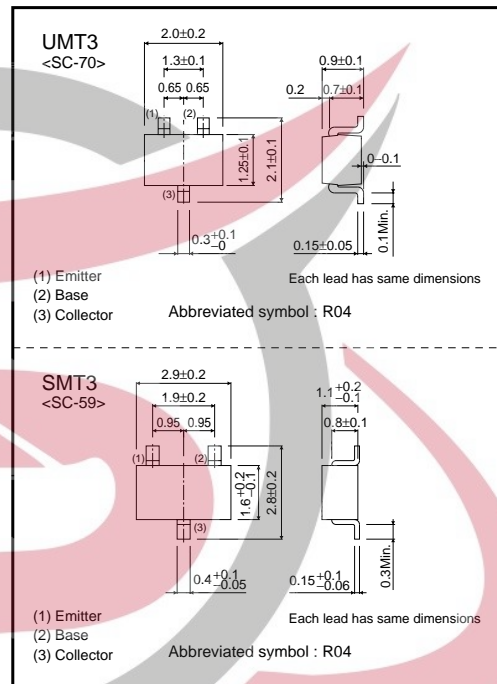 UMT3
<SC-70>
2.0±0.2
1.3±0.1
0.65 0.65
(1) (2)
(3)
1.25±0.1
2.1±0.1
0.3+0.1
−0
0.9±0.1
0.2 0.7±0.1
0−0.1
0.1Min.
0.15±0.05
(1) Emitter
(2) Base
(3) Collector
Each lead has same dimensions
Abbreviated symbol : R04
SMT3
<SC-59>
2.9±0.2
1.9±0.2
0.95 0.95
(1) (2)
(3)
1.6+0.2
−0.1
2.8±0.2
0.4+0.1
−0.05
1.1+0.2
−0.1
0.8±0.1
0.3Min.
0.15+0.1
−0.06
(1) Emitter
(2) Base
(3) Collector
Each lead has same dimensions
Abbreviated symbol : R04